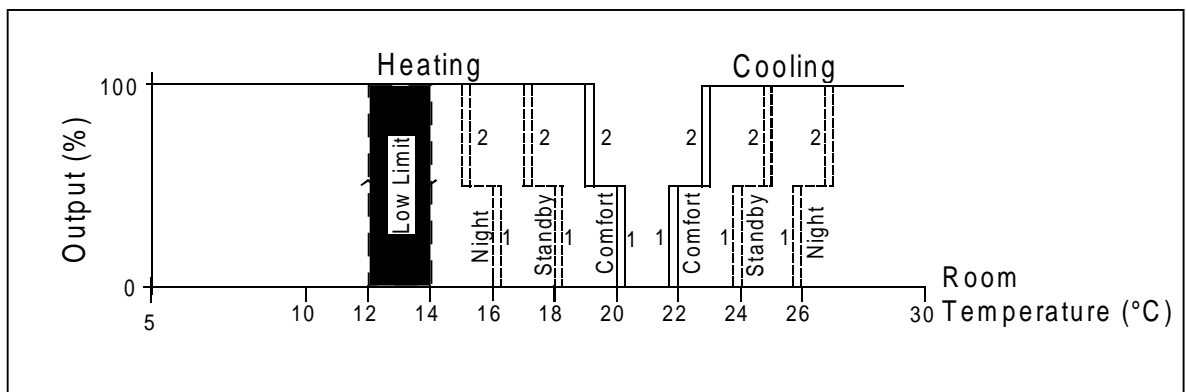 Heating
Cooling
100
Output (%)
Low Limit
2
2
2
2
2
2
Night
1
Standby
1
Comfort
1
1
Comfort
1
Standby
1
Night
0
Room
Temperature (°C)
5
10
12
14
16
18
20
22
24
26
30